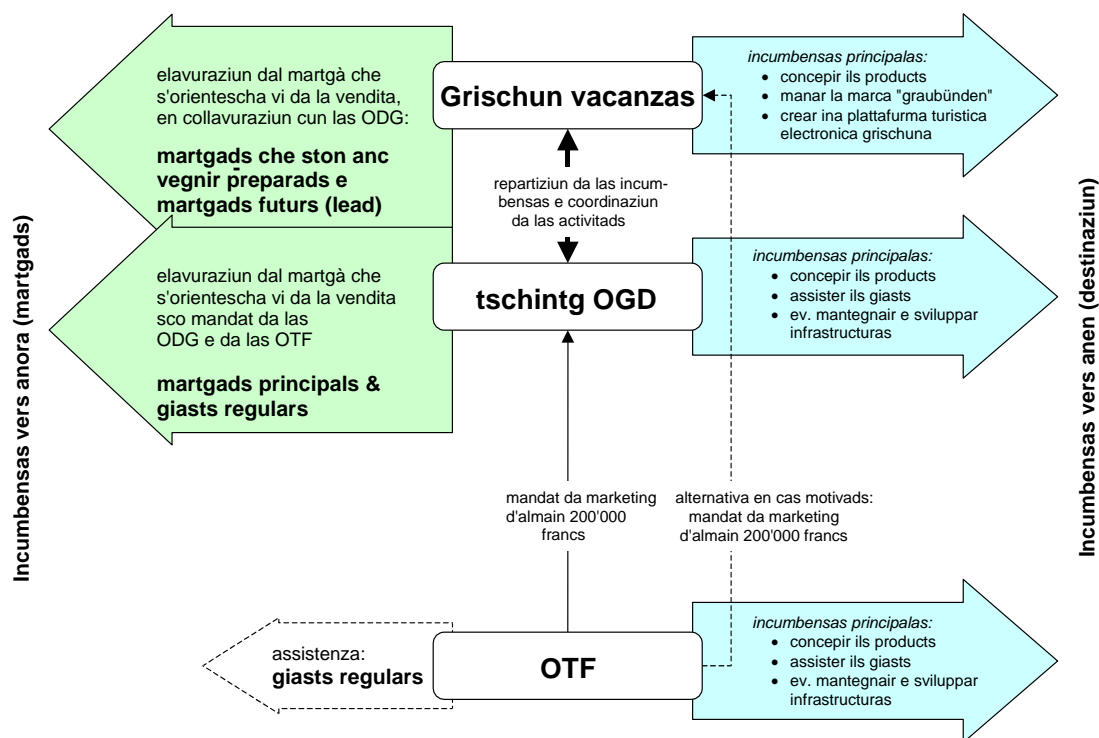 Incumbensas vers anora (martgads)
elavuraziun dal martgà che
s'orientescha vi da la vendita,
en collavuraziun cun las ODG:
martgads che ston anc
vegnir preparads e
martgads futurs (lead)
Grischun vacanzas
incumbensas principalas:
• concepir ils products
• manar la marca "graubünden"
• crear ina plattafurma turistica
electronica grischuna
repartiziun da las incum-
bensas e coordinaziun
da las activitads
elavuraziun dal martgà che
s'orientescha vi da la vendita
sco mandat da las
ODG e da las OTF
martgads principals &
giasts regulars
tschintg OGD
incumbensas principalas:
• concepir ils products
• assister ils giasts
• ev. mantegnair e sviluppar
infrastructuras
mandat da marketing
d'almain 200'000
francs
alternativa en cas motivads:
mandat da marketing
d'almain 200'000 francs
assistenza:
giasts regulars
OTF
incumbensas principalas:
• concepir ils products
• assister ils giasts
• ev. mantegnair e sviluppar
infrastructuras
Incumbensas vers anen (destinaziun)